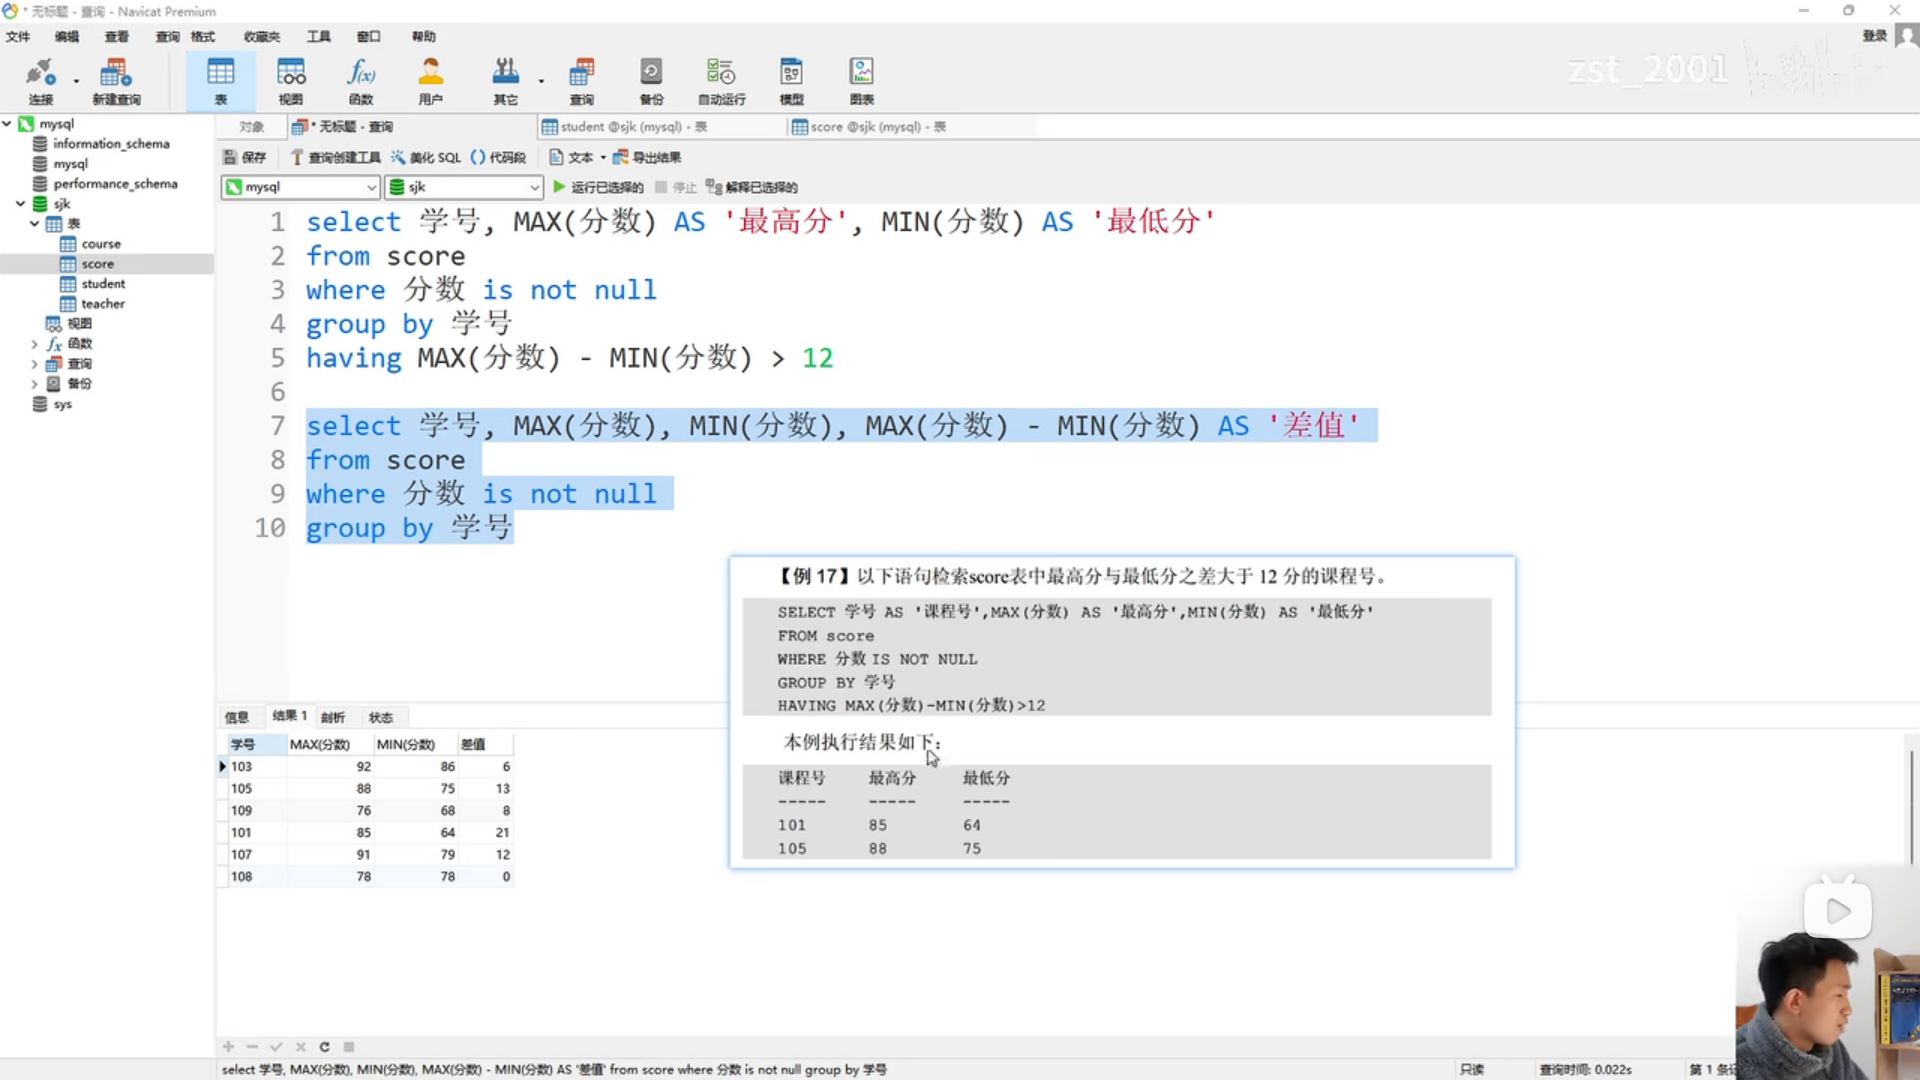 * 无标题 - 查询 - Navicat Premium
文件 编辑 查看 查询 格式 收藏夹 工具 窗口 帮助
登录
连接 新建查询 表 视图 函数 用户 其它 查询 备份 自动运行 模型 图表
zst_2001
mysql
information_schema
mysql
performance_schema
sjk
表
course
score
student
teacher
视图
函数
查询
备份
sys
对象 * 无标题 - 查询 student @sjk (mysql) - 表 score @sjk (mysql) - 表
保存 查询创建工具 美化 SQL () 代码段 文本 导出结果
mysql sjk 运行已选择的 停止 解释已选择的
1 select 学号, MAX(分数) AS '最高分', MIN(分数) AS '最低分'
2 from score
3 where 分数 is not null
4 group by 学号
5 having MAX(分数) - MIN(分数) > 12
6
7 select 学号, MAX(分数), MIN(分数), MAX(分数) - MIN(分数) AS '差值'
8 from score
9 where 分数 is not null
10 group by 学号
【例 17】以下语句检索score表中最高分与最低分之差大于 12 分的课程号。
SELECT 学号 AS '课程号',MAX(分数) AS '最高分',MIN(分数) AS '最低分'
FROM score
WHERE 分数 IS NOT NULL
GROUP BY 学号
HAVING MAX(分数)-MIN(分数)>12
本例执行结果如下:
课程号 最高分 最低分
----- ----- -----
101 85 64
105 88 75
信息 结果 1 剖析 状态
学号 MAX(分数) MIN(分数) 差值
103 92 86 6
105 88 75 13
109 76 68 8
101 85 64 21
107 91 79 12
108 78 78 0
select 学号, MAX(分数), MIN(分数), MAX(分数) - MIN(分数) AS '差值' from score where 分数 is not null group by 学号
只读 查询时间: 0.022s 第 1 条